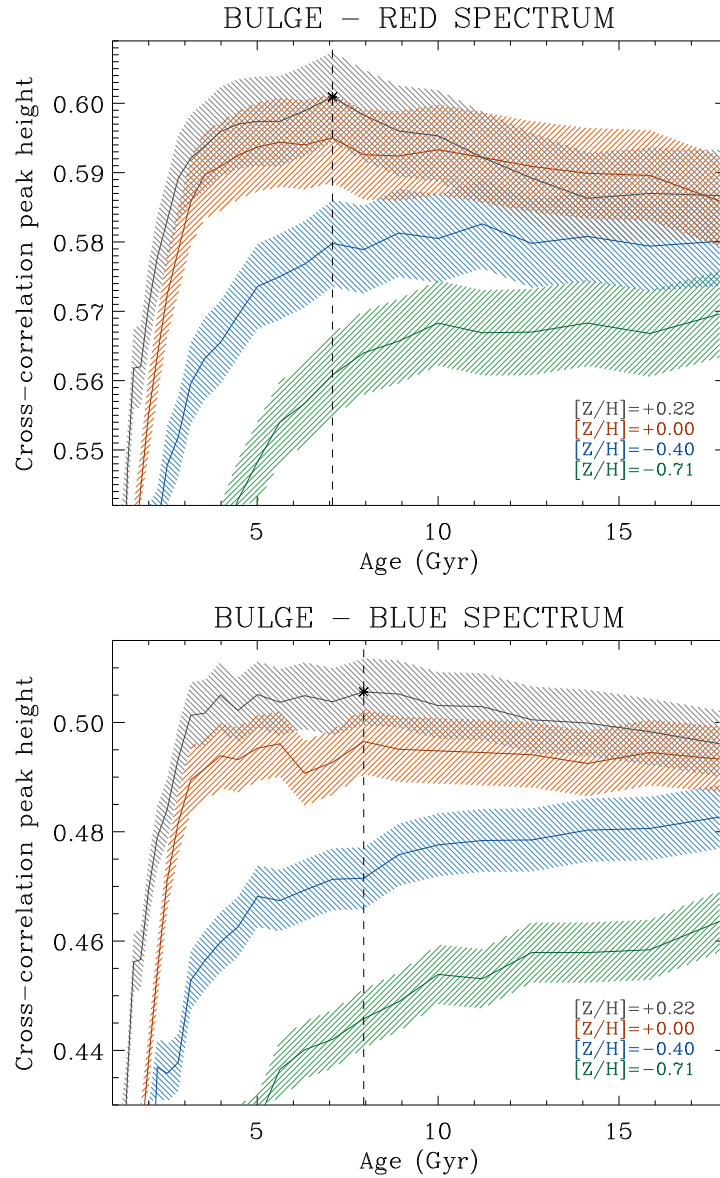 BULGE − RED SPECTRUM
Cross−correlation peak height
0.60
0.59
0.58
0.57
0.56
0.55
[Z/H]=+0.22
[Z/H]=+0.00
[Z/H]=−0.40
[Z/H]=−0.71
5 10 15
Age (Gyr)
BULGE − BLUE SPECTRUM
Cross−correlation peak height
0.50
0.48
0.46
0.44
[Z/H]=+0.22
[Z/H]=+0.00
[Z/H]=−0.40
[Z/H]=−0.71
5 10 15
Age (Gyr)